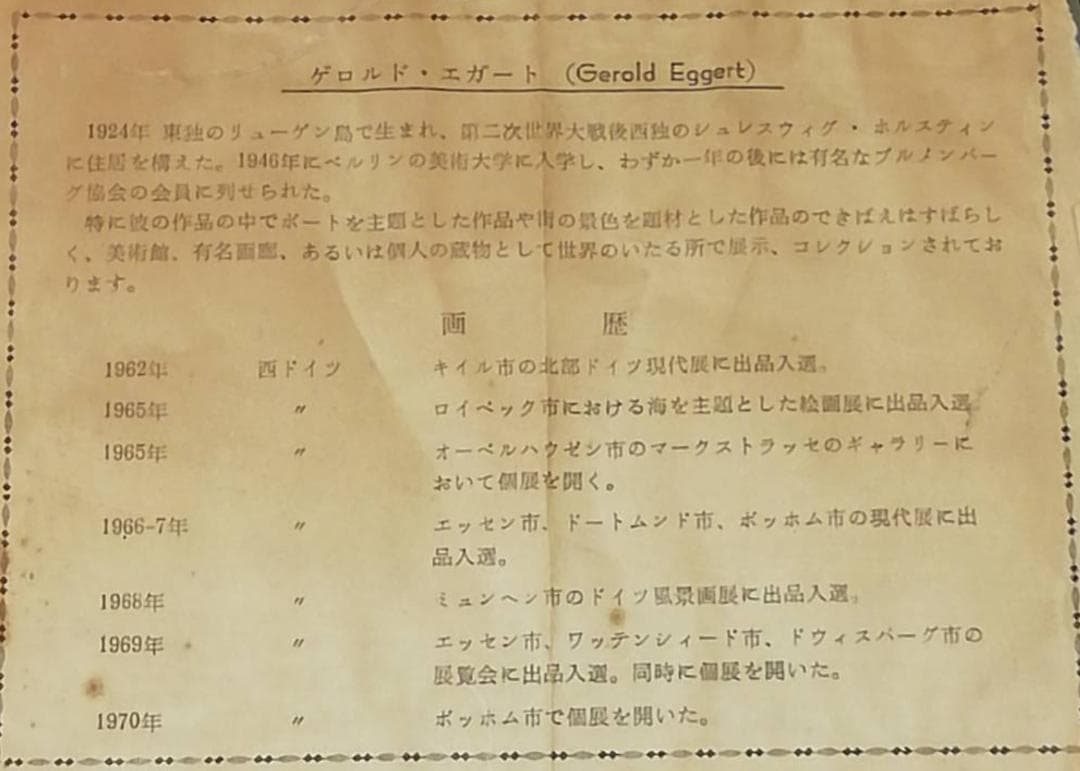 ゲロルド・エガート (Gerold Eggert)
1924年 東独のリューゲン島で生まれ、第二次世界大戦後西独のシュレスウィグ・ホルスティン
に住居を構えた。1946年にベルリンの美術大学に入学し、わずか一年の後には有名なブルメンバー
グ協会の会員に列せられた。
特に彼の作品の中でボートを主題とした作品や街の景色を題材とした作品のできばえはすばらし
く、美術館、有名画廊、あるいは個人の蔵物として世界のいたる所で展示、コレクションされてお
ります。
画 歴
1962年 西ドイツ キイル市の北部ドイツ現代展に出品入選。
1965年 〃 ロイベック市における海を主題とした絵画展に出品入選
1965年 〃 オーベルハウゼン市のマークストラッセのギャラリーに
おいて個展を開く。
1966-7年 〃 エッセン市、ドートムンド市、ボッホム市の現代展に出
品入選。
1968年 〃 ミュンヘン市のドイツ風景画展に出品入選。
1969年 〃 エッセン市、ワッテンシィード市、ドウィスバーグ市の
展覧会に出品入選。同時に個展を開いた。
1970年 〃 ボッホム市で個展を開いた。